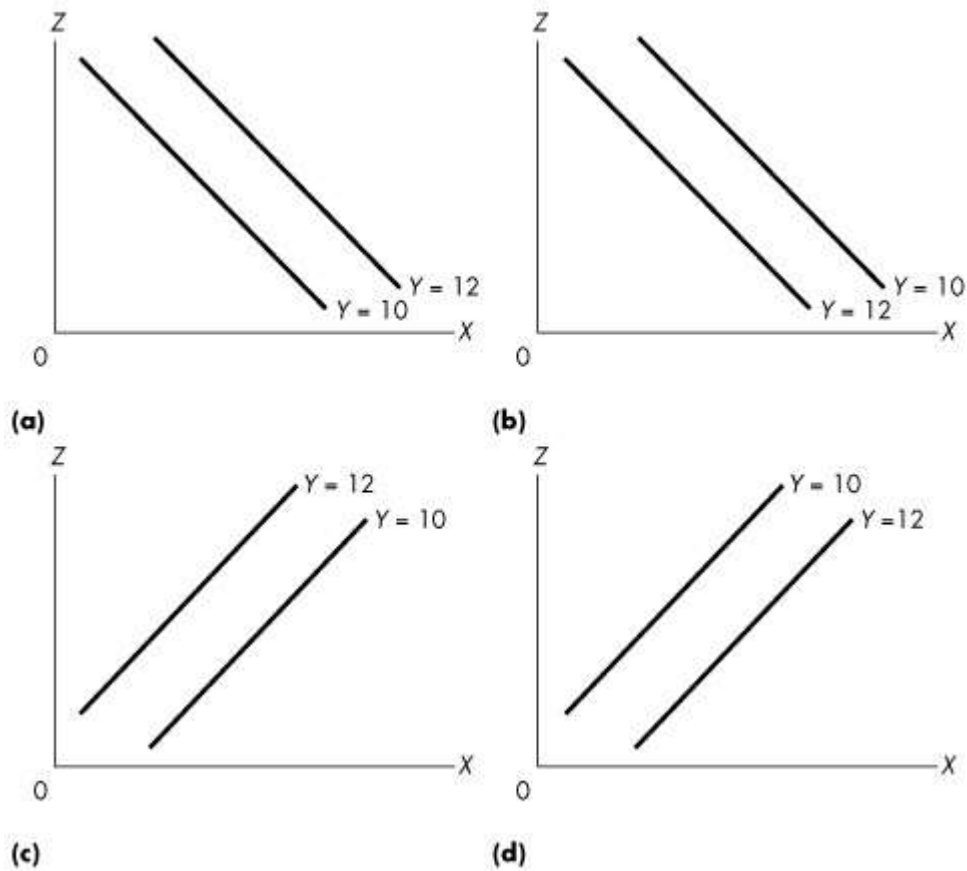 Z
Z
Y = 12
Y = 10
Y = 10
Y = 12
X
X
0
0
(a)
(b)
Z
Z
Y = 12
Y = 10
Y = 10
Y =12
X
X
0
0
(c)
(d)